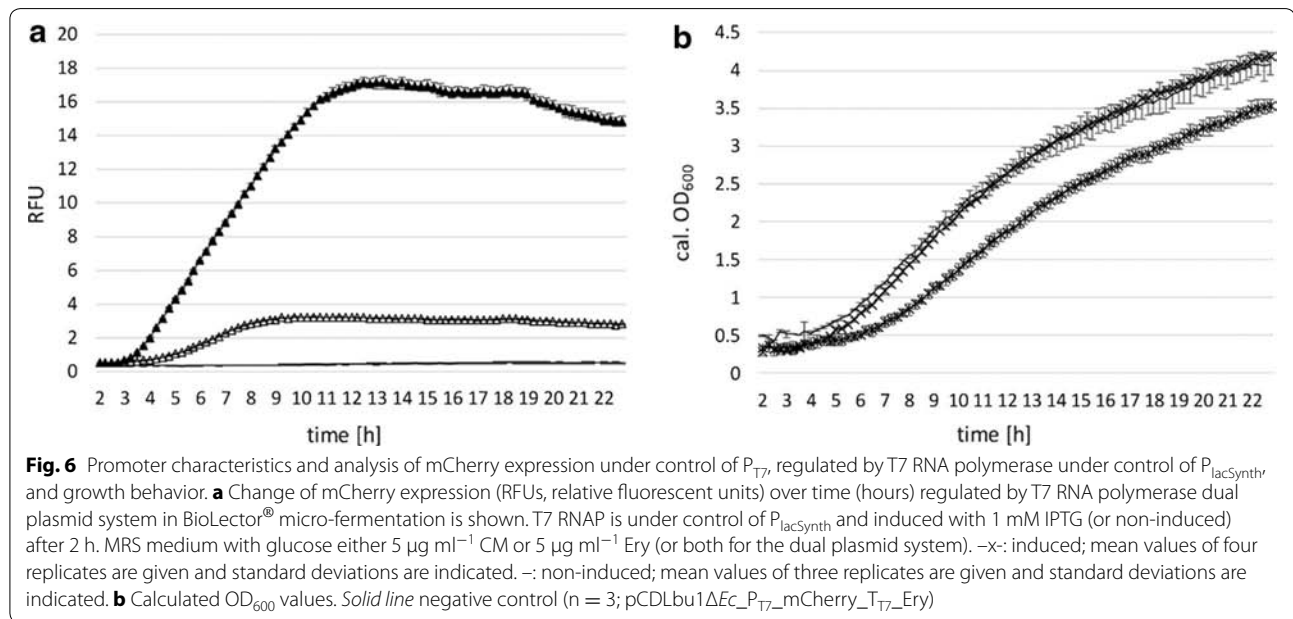 a
20
18
16
14
12
10
8
6
4
2
0
RFU
2 3 4 5 6 7 8 9 10 11 12 13 14 15 16 17 18 19 20 21 22
time [h]
b
4.5
4
3.5
3
2.5
2
1.5
1
0.5
0
cal. OD600
2 3 4 5 6 7 8 9 10 11 12 13 14 15 16 17 18 19 20 21 22
time [h]
Fig. 6 Promoter characteristics and analysis of mCherry expression under control of PT7, regulated by T7 RNA polymerase under control of PlacSynth,
and growth behavior. a Change of mCherry expression (RFUs, relative fluorescent units) over time (hours) regulated by T7 RNA polymerase dual
plasmid system in BioLector® micro-fermentation is shown. T7 RNAP is under control of PlacSynth and induced with 1 mM IPTG (or non-induced)
after 2 h. MRS medium with glucose either 5 µg ml−1 CM or 5 µg ml−1 Ery (or both for the dual plasmid system). –x-: induced; mean values of four
replicates are given and standard deviations are indicated. –: non-induced; mean values of three replicates are given and standard deviations are
indicated. b Calculated OD600 values. Solid line negative control (n = 3; pCDLbu1ΔEc_PT7_mCherry_TT7_Ery)